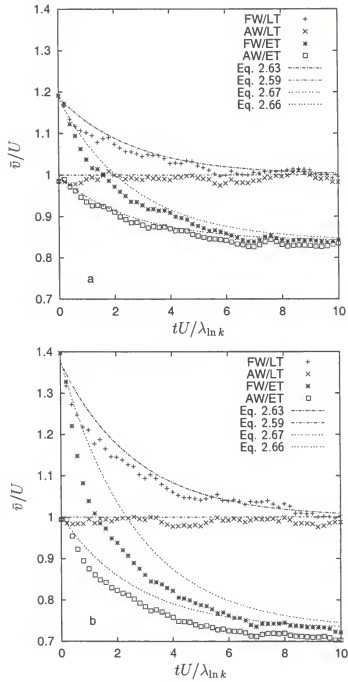 1.4
1.3
1.2
1.1
1
0.9
0.8
0.7
v̄/U
FW/LT
AW/LT
FW/ET
AW/ET
Eq. 2.63
Eq. 2.59
Eq. 2.67
Eq. 2.66
a
0 2 4 6 8 10
tU/λ_{ln k}
1.4
1.3
1.2
1.1
1
0.9
0.8
0.7
v̄/U
FW/LT
AW/LT
FW/ET
AW/ET
Eq. 2.63
Eq. 2.59
Eq. 2.67
Eq. 2.66
b
0 2 4 6 8 10
tU/λ_{ln k}